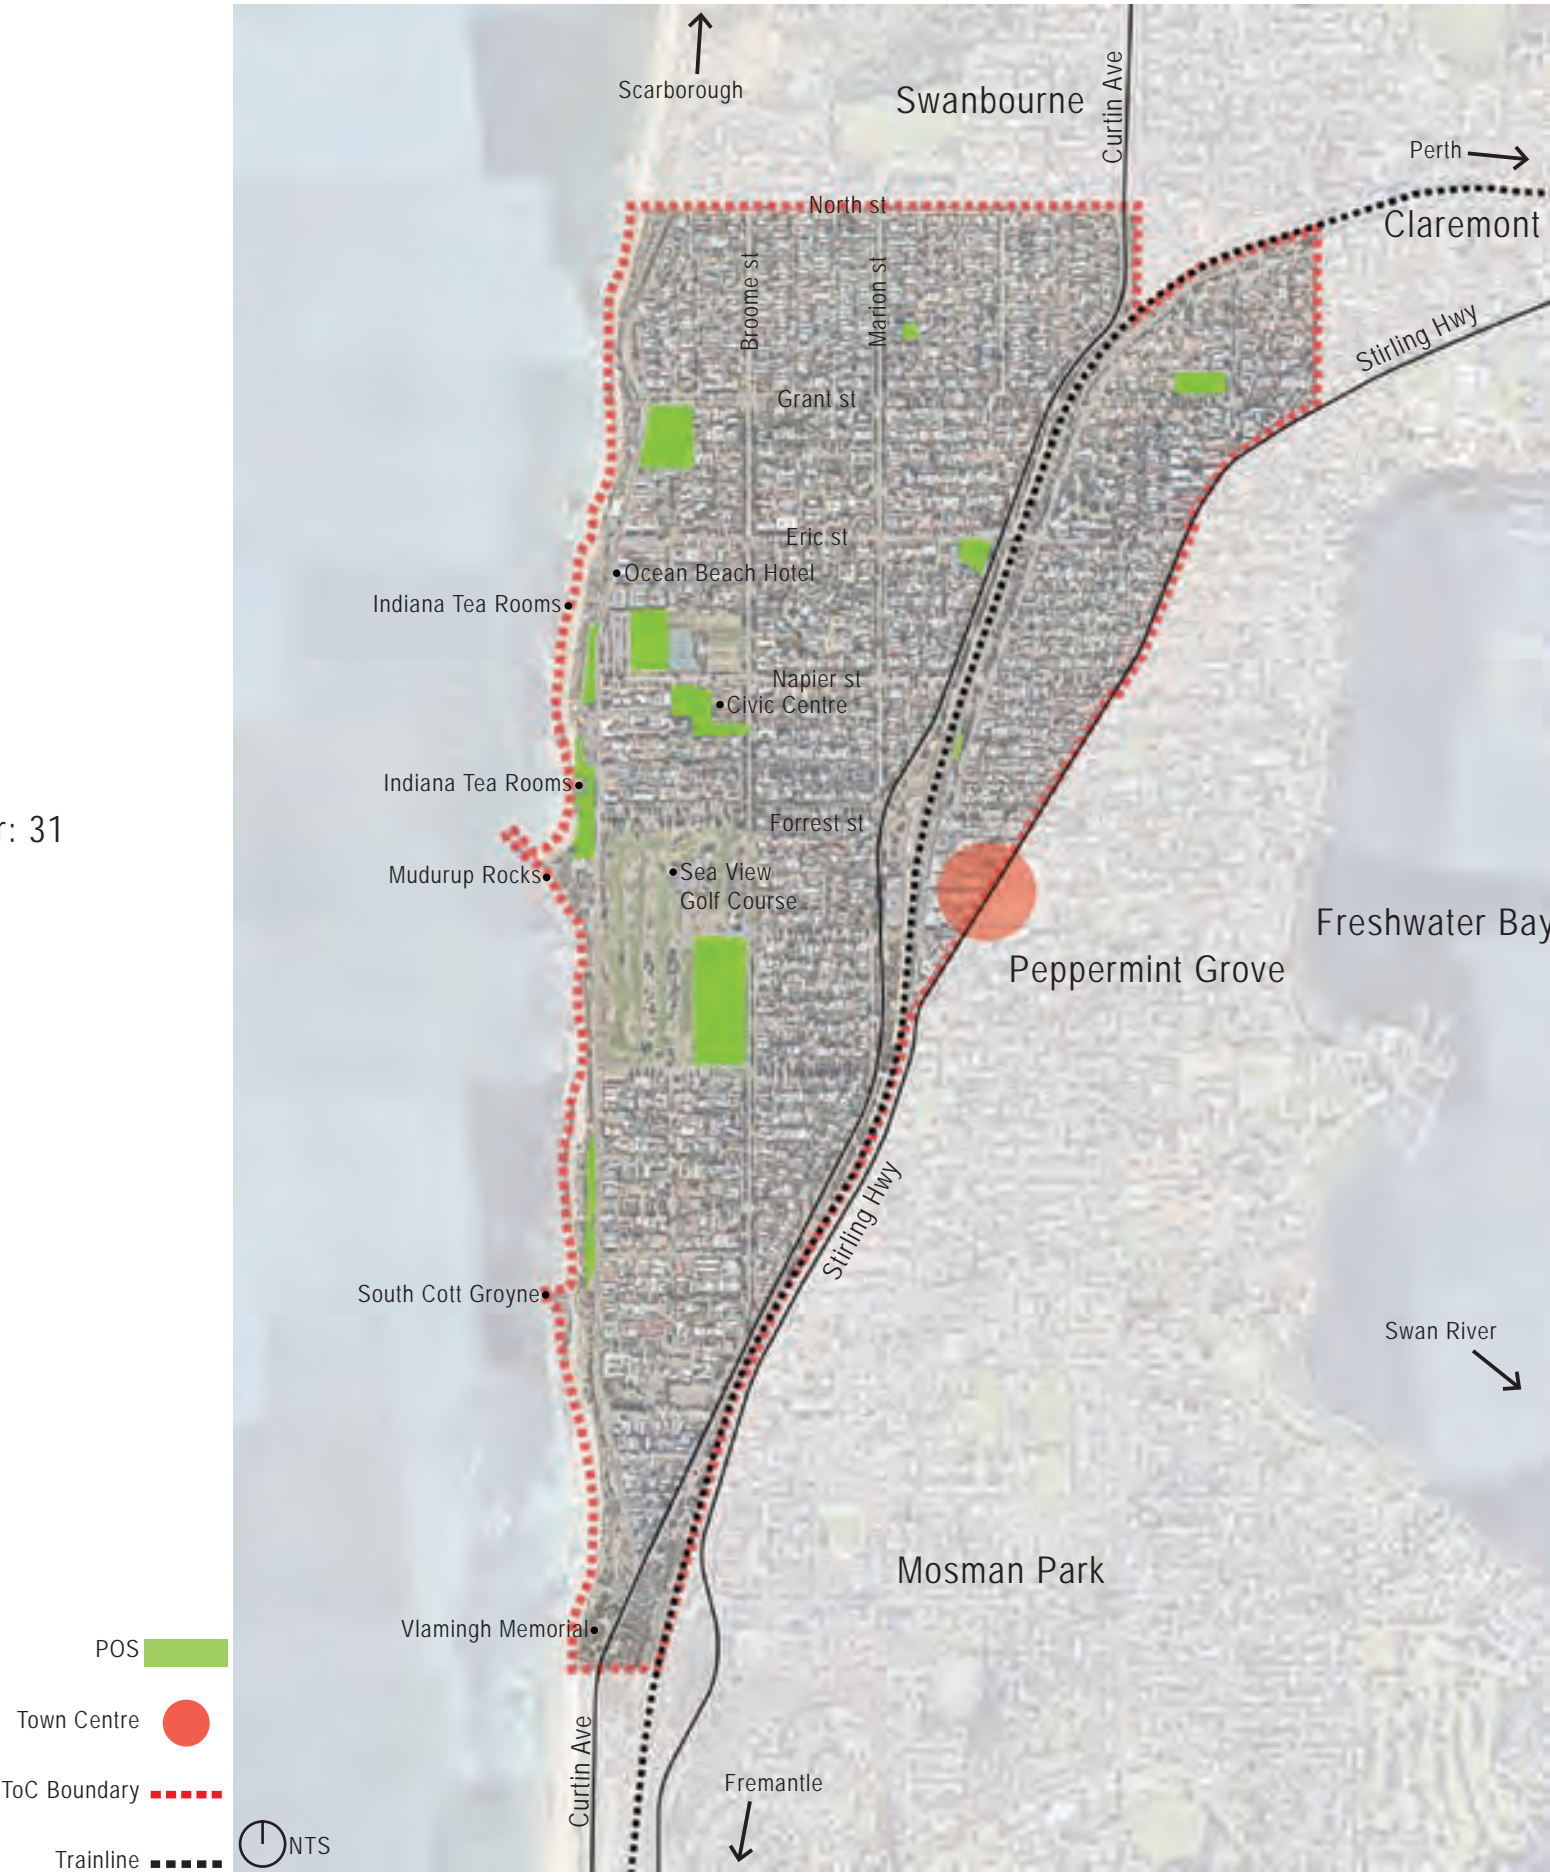 Scarborough
Swanbourne
Curtin Ave
Perth
Claremont
North st
Broome st
Marion st
Stirling Hwy
Grant st
Eric st
Ocean Beach Hotel
Indiana Tea Rooms
Napier st
Civic Centre
Indiana Tea Rooms
Forrest st
r: 31
Mudurup Rocks
Sea View
Golf Course
Freshwater Bay
Peppermint Grove
Stirling Hwy
South Cott Groyne
Swan River
Mosman Park
Vlamingh Memorial
POS
Town Centre
Curtin Ave
Fremantle
ToC Boundary
NTS
Trainline